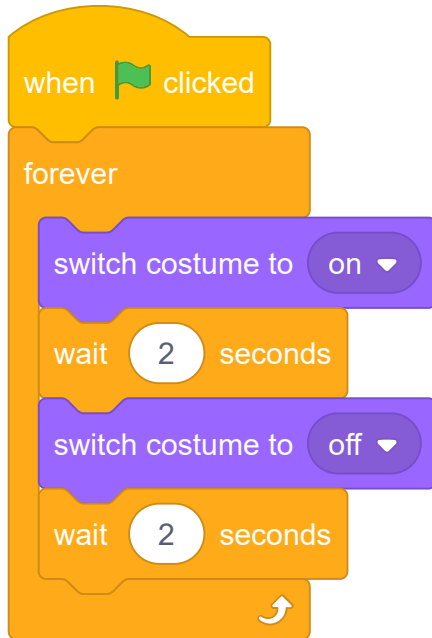 when clicked
forever
switch costume to on
wait 2 seconds
switch costume to off
wait 2 seconds